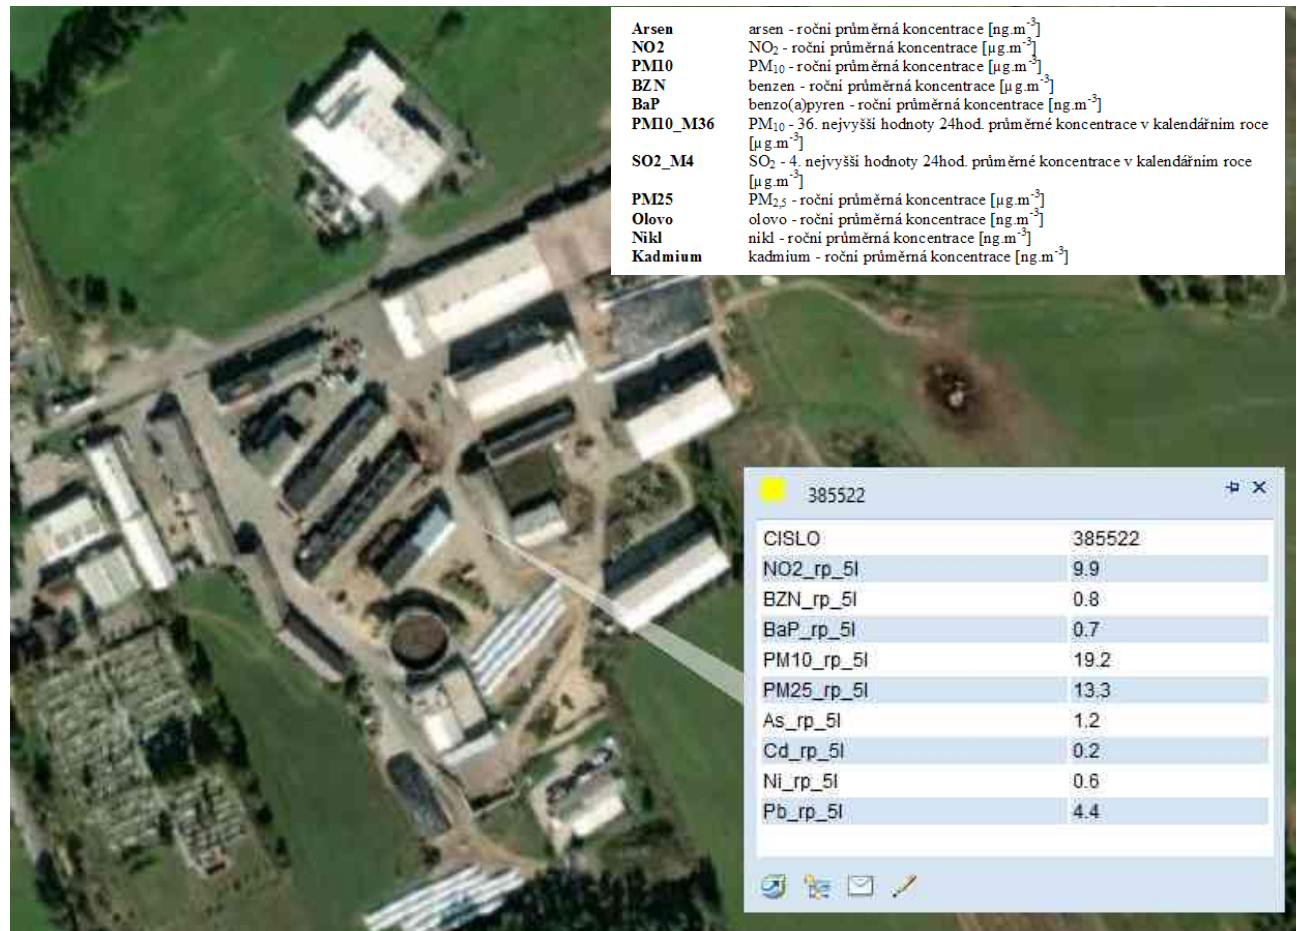 Arsen arsen - roční průměrná koncentrace [ng.m-3]
NO2 NO2 - roční průměrná koncentrace [µg.m-3]
PM10 PM10 - roční průměrná koncentrace [µg.m-3]
BZN benzen - roční průměrná koncentrace [µg.m-3]
BaP benzo(a)pyren - roční průměrná koncentrace [ng.m-3]
PM10_M36 PM10 - 36. nejvyšší hodnoty 24hod. průměrné koncentrace v kalendářním roce
[µg.m-3]
SO2_M4 SO2 - 4. nejvyšší hodnoty 24hod. průměrné koncentrace v kalendářním roce
[µg.m-3]
PM25 PM2,5 - roční průměrná koncentrace [µg.m-3]
Olovo olovo - roční průměrná koncentrace [ng.m-3]
Nikl nikl - roční průměrná koncentrace [ng.m-3]
Kadmium kadmium - roční průměrná koncentrace [ng.m-3]
385522
CISLO 385522
NO2_rp_5l 9.9
BZN_rp_5l 0.8
BaP_rp_5l 0.7
PM10_rp_5l 19.2
PM25_rp_5l 13.3
As_rp_5l 1.2
Cd_rp_5l 0.2
Ni_rp_5l 0.6
Pb_rp_5l 4.4